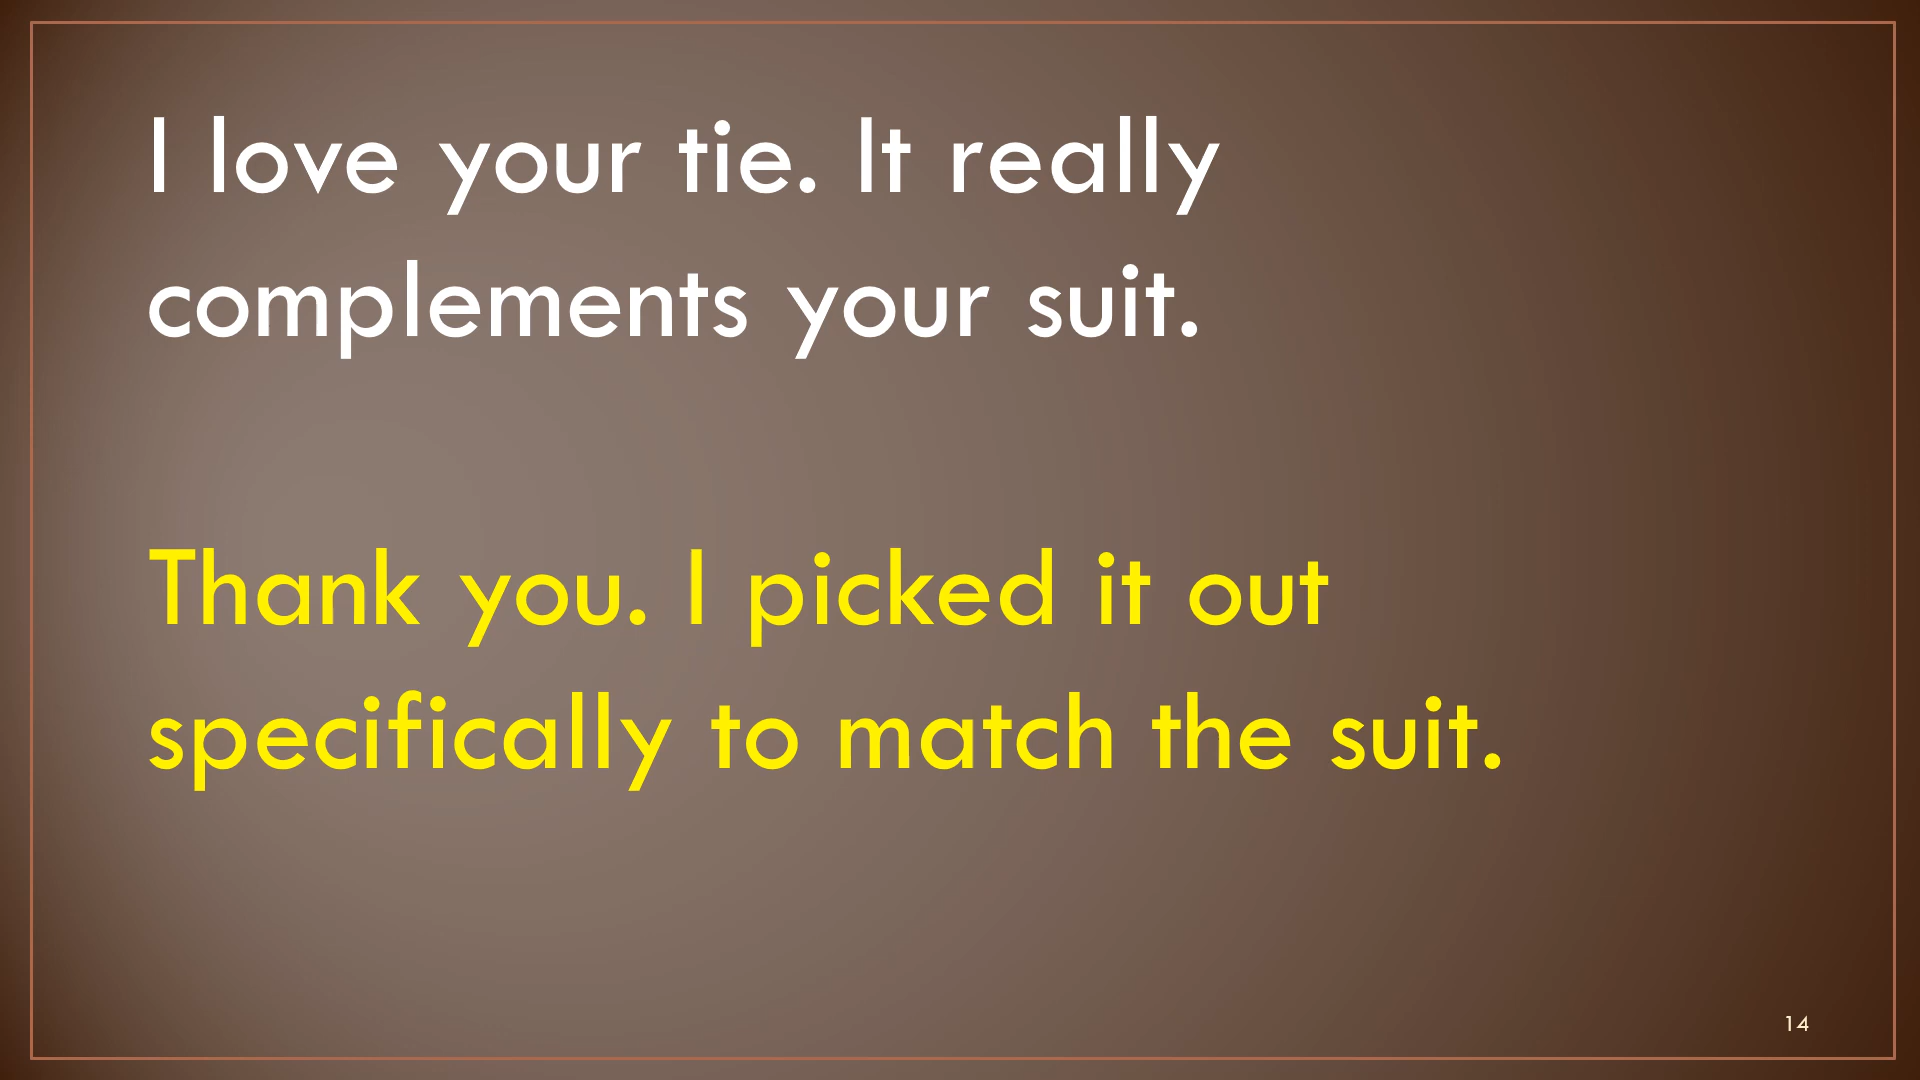 I love your tie. It really
complements your suit.
Thank you. I picked it out
specifically to match the suit.
14